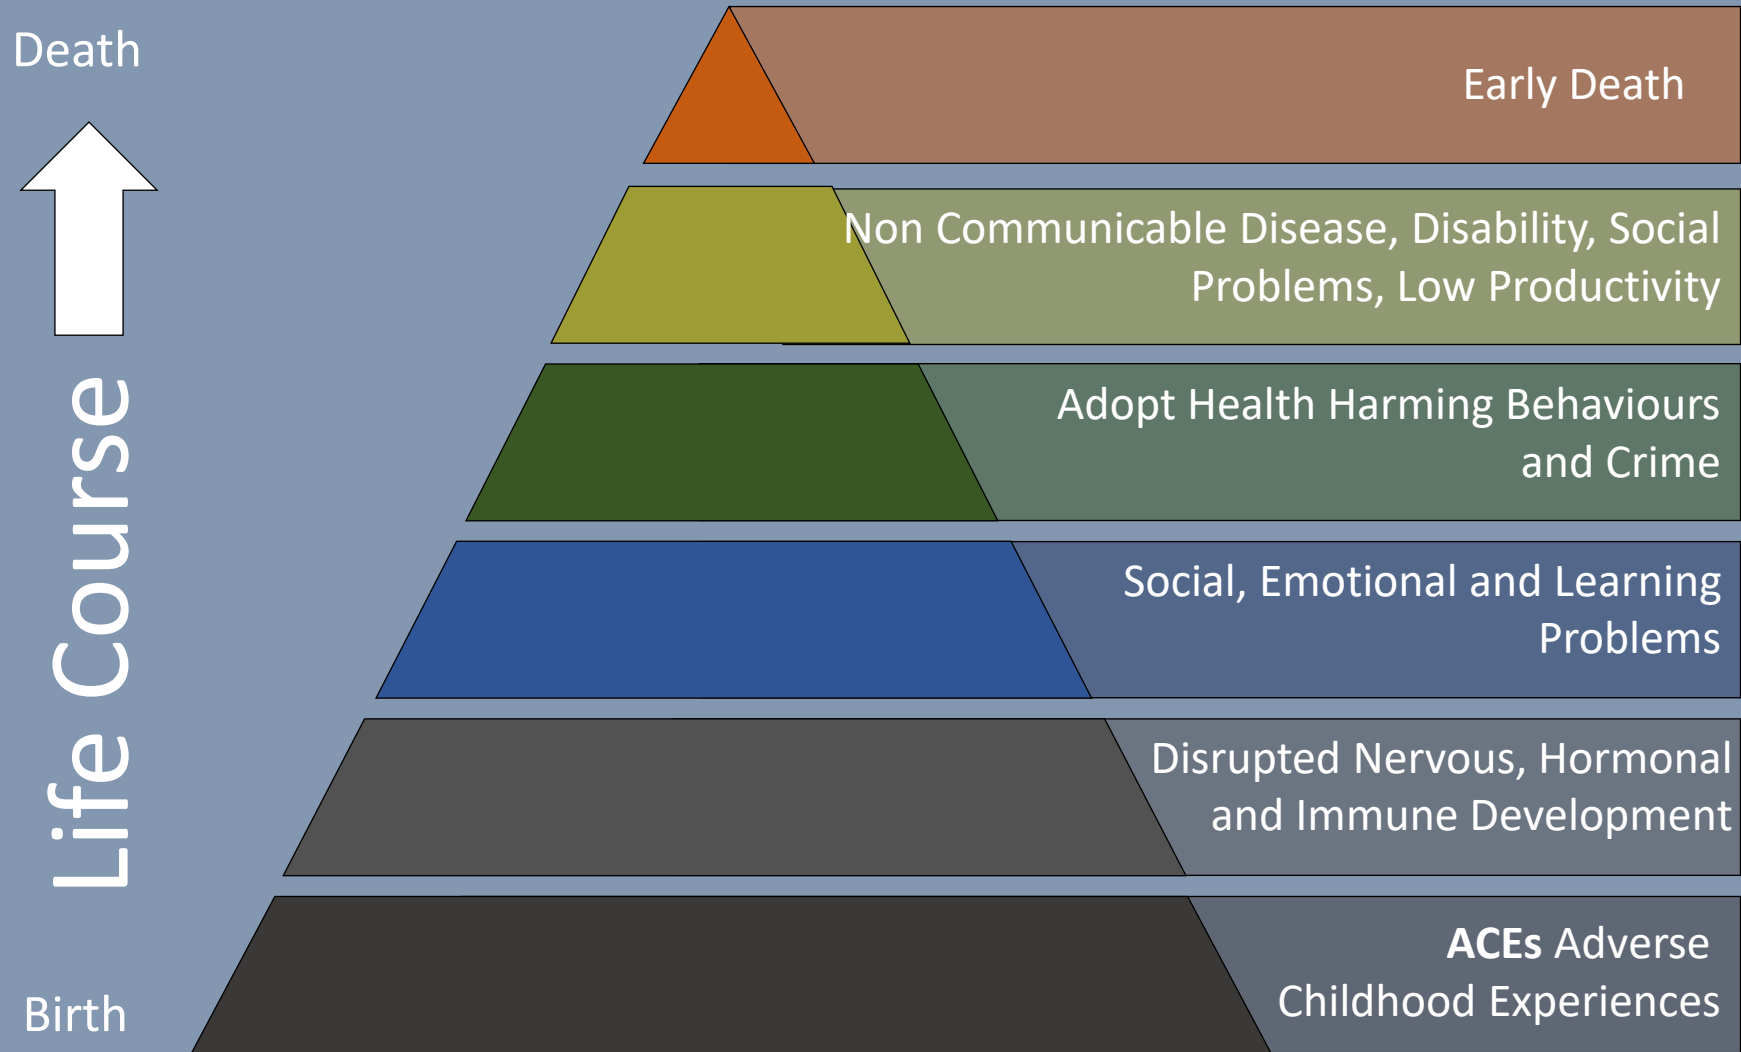 Death
Early Death
Non Communicable Disease, Disability, Social
Problems, Low Productivity
Adopt Health Harming Behaviours
and Crime
Social, Emotional and Learning
Problems
Disrupted Nervous, Hormonal
and Immune Development
ACEs Adverse
Childhood Experiences
Birth
Life Course